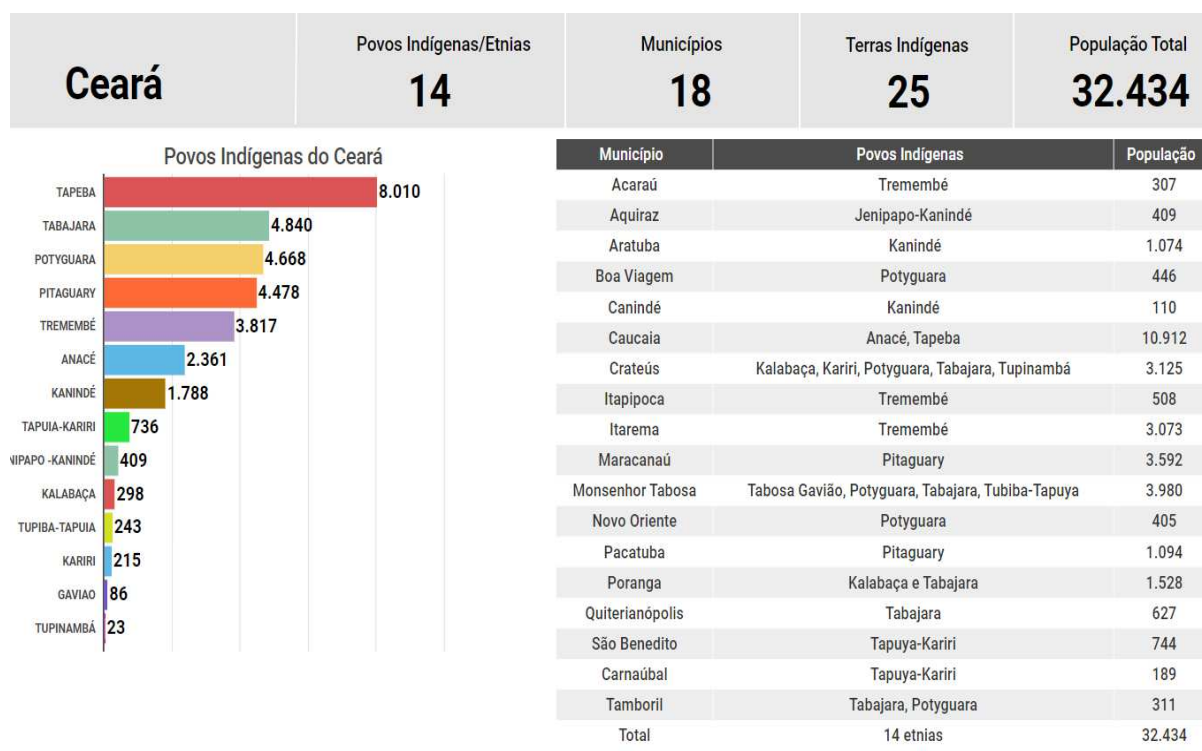 Ceará
Povos Indígenas/Etnias
14
Municípios
18
Terras Indígenas
25
População Total
32.434
Povos Indígenas do Ceará
TAPEBA 8.010
TABAJARA 4.840
POTYGUARA 4.668
PITAGUARY 4.478
TREMEMBÉ 3.817
ANACÉ 2.361
KANINDÉ 1.788
TAPUIA-KARIRI 736
NIPAPO -KANINDÉ 409
KALABAÇA 298
TUPIBA-TAPUIA 243
KARIRI 215
GAVIAO 86
TUPINAMBÁ 23
Município Povos Indígenas População
Acaraú Tremembé 307
Aquiraz Jenipapo-Kanindé 409
Aratuba Kanindé 1.074
Boa Viagem Potyguara 446
Canindé Kanindé 110
Caucaia Anacé, Tapeba 10.912
Crateús Kalabaça, Kariri, Potyguara, Tabajara, Tupinambá 3.125
Itapipoca Tremembé 508
Itarema Tremembé 3.073
Maracanaú Pitaguary 3.592
Monsenhor Tabosa Tabosa Gavião, Potyguara, Tabajara, Tubiba-Tapuya 3.980
Novo Oriente Potyguara 405
Pacatuba Pitaguary 1.094
Poranga Kalabaça e Tabajara 1.528
Quiterianópolis Tabajara 627
São Benedito Tapuya-Kariri 744
Carnaúbal Tapuya-Kariri 189
Tamboril Tabajara, Potyguara 311
Total 14 etnias 32.434